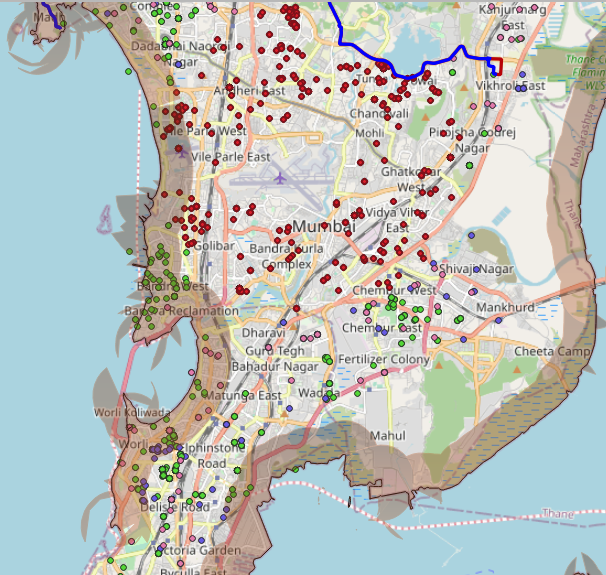 Kanjurmarg
East
Dadabhai Naoroji
Nagar
Andheri East
Vikhroli East
Chandivali
Mohli
Pirojsha Godrej
Nagar
Vile Parle West
Vile Parle East
Ghatkopar
West
Maharashtra
Thane
Thane Creek
Mumbai
Vidya Vihar
East
Golibar
Bandra Kurla
Complex
Shivaji Nagar
Bandra West
Chembur West
Mankhurd
Bandra Reclamation
Dharavi
Chembur East
Guru Tegh
Bahadur Nagar
Fertilizer Colony
Cheeta Camp
Matunga East
Wadala
Worli Koliwada
Worli
Mahul
Elphinstone
Road
Delisle Road
Thane
Victoria Garden
Byculla East